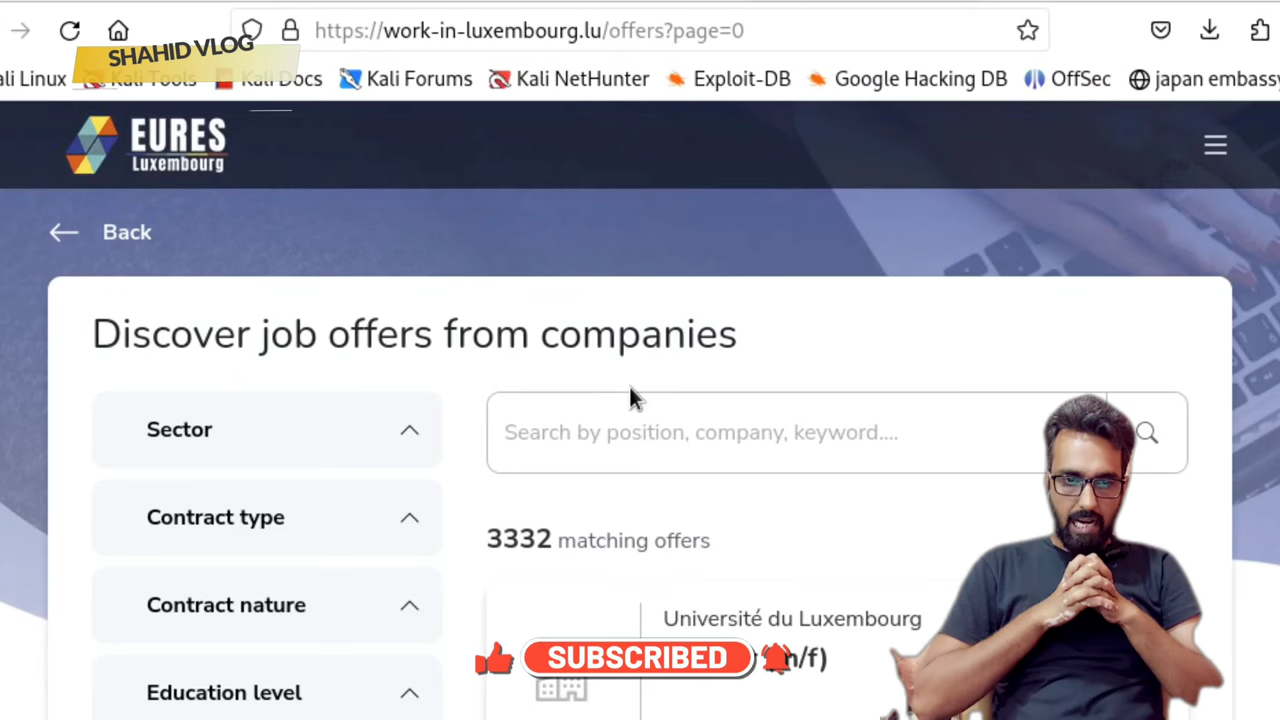 https://work-in-luxembourg.lu/offers?page=0
SHAHID VLOG
ali Linux Kali Tools Kali Docs Kali Forums Kali NetHunter Exploit-DB Google Hacking DB OffSec japan embassy
EURES
Luxembourg
Back
Discover job offers from companies
Sector
Search by position, company, keyword....
Contract type
3332 matching offers
Contract nature
Université du Luxembourg
SUBSCRIBED
n/f)
Education level